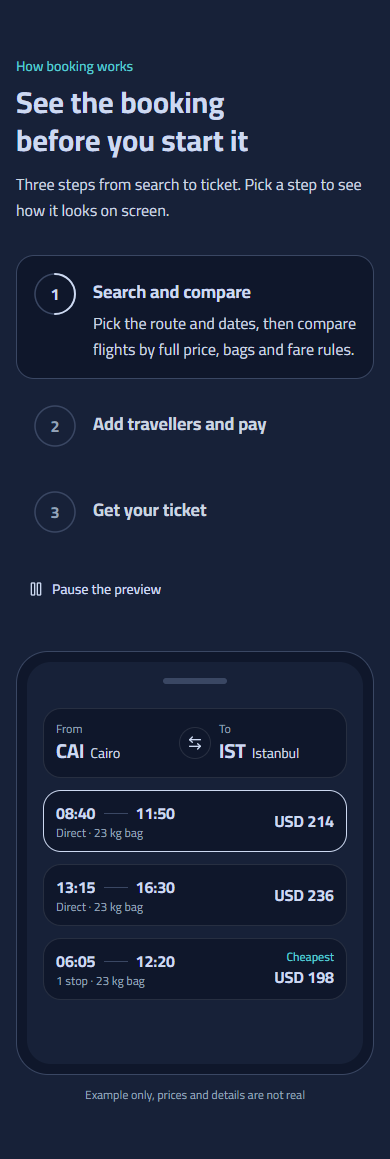 How booking works
See the booking
before you start it
Three steps from search to ticket. Pick a step to see
how it looks on screen.
1
Search and compare
Pick the route and dates, then compare
flights by full price, bags and fare rules.
2
Add travellers and pay
3
Get your ticket
Pause the preview
From
To
CAI Cairo
IST Istanbul
08:40 11:50
Direct · 23 kg bag
USD 214
13:15 16:30
Direct · 23 kg bag
USD 236
06:05 12:20
1 stop · 23 kg bag
Cheapest
USD 198
Example only, prices and details are not real